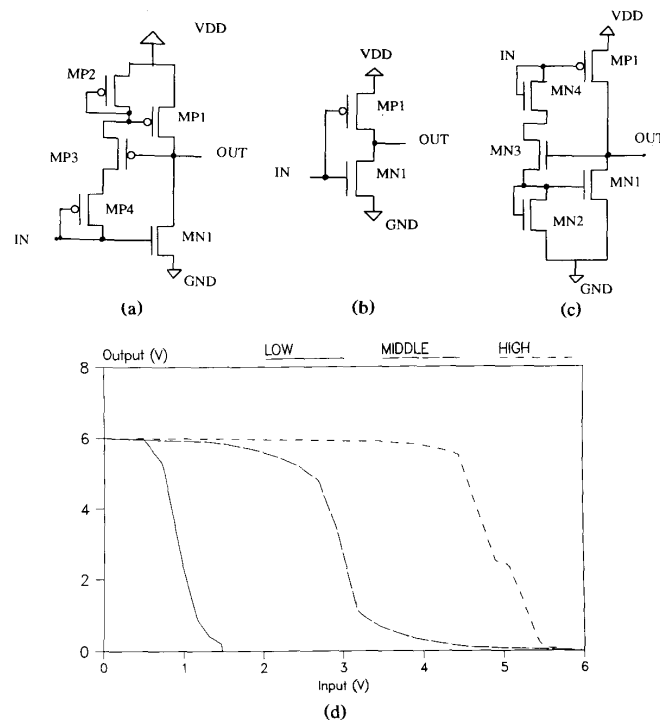 VDD
MP2
MP1
MP3
OUT
MP4
IN
MN1
GND
(a)
VDD
MP1
OUT
IN
MN1
GND
(b)
VDD
IN
MP1
MN4
OUT
MN3
MN1
MN2
GND
(c)
Output (V)
LOW
MIDDLE
HIGH
8
6
4
2
0
0 1 2 3 4 5 6
Input (V)
(d)